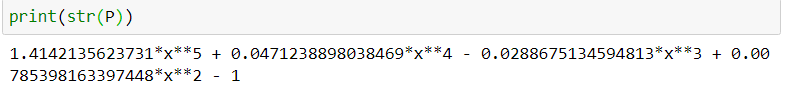 print(str(P))
1.4142135623731*x**5 + 0.0471238898038469*x**4 - 0.0288675134594813*x**3 + 0.00
785398163397448*x**2 - 1